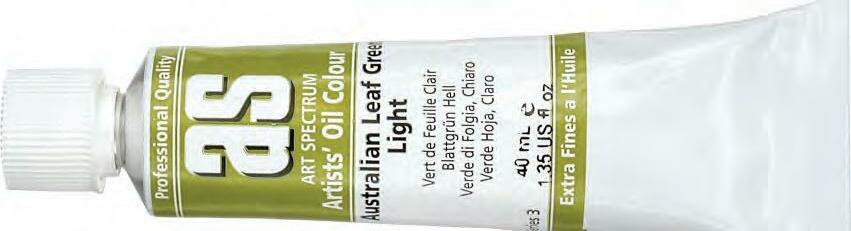 Professional Quality
as
ART SPECTRUM
Artists' Oil Colour
Australian Leaf Green
Light
Vert de Feuille Clair
Blattgrün Hell
Verde di Folgia, Chiaro
Verde Hoja, Claro
40 mL e
1.35 US fl oz
3
Extra Fines a l'Huile